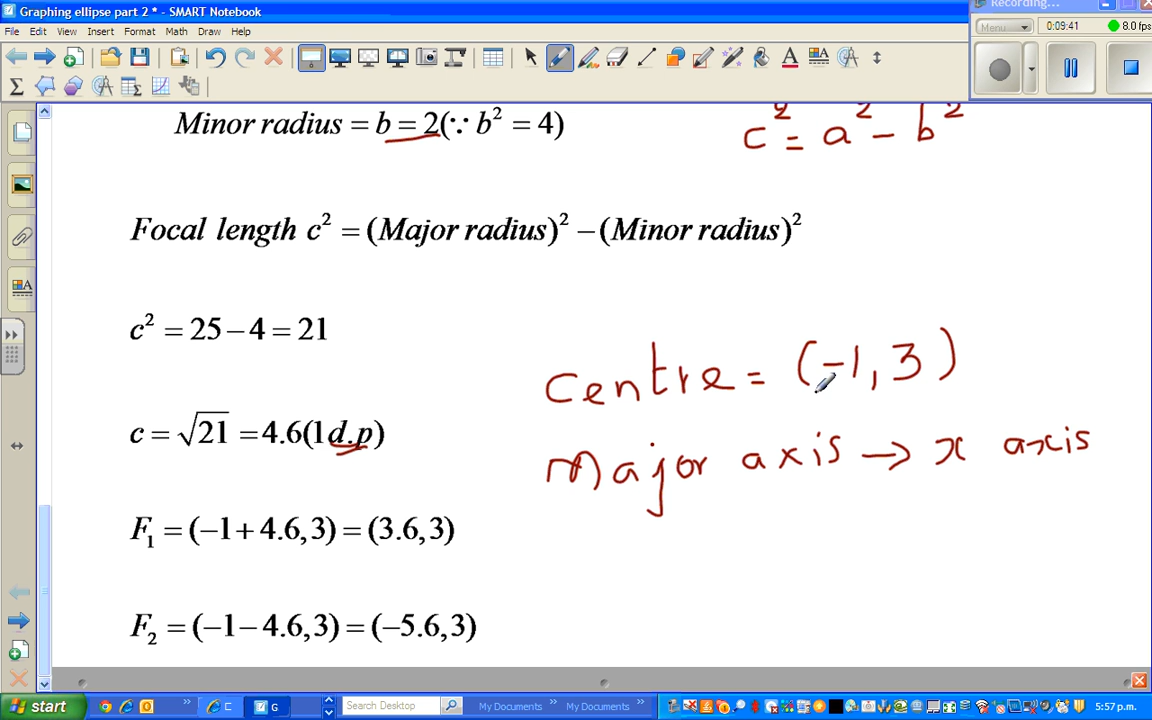 Graphing ellipse part 2 * - SMART Notebook
Recording...
File Edit View Insert Format Math Draw Help
Menu
0:09:41
8.0 fps
Minor radius = b = 2(∵ b² = 4)
c² = a² - b²
Focal length c² = (Major radius)² − (Minor radius)²
c² = 25 − 4 = 21
Centre = (-1, 3)
c = √21 = 4.6(1d.p)
Major axis → x axis
F₁ = (−1 + 4.6, 3) = (3.6, 3)
F₂ = (−1 − 4.6, 3) = (−5.6, 3)
start
C
G
Search Desktop
My Documents
My Documents
5:57 p.m.